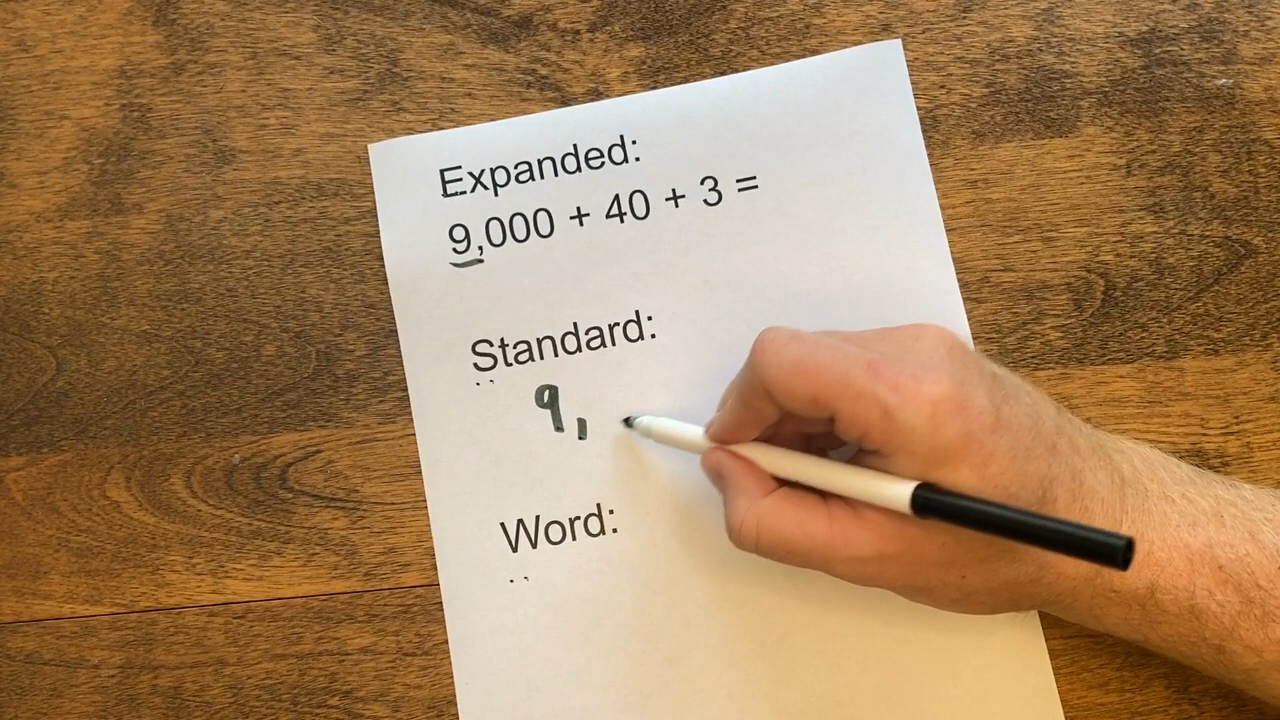 Expanded:
9,000 + 40 + 3 =
Standard:
9,
Word: